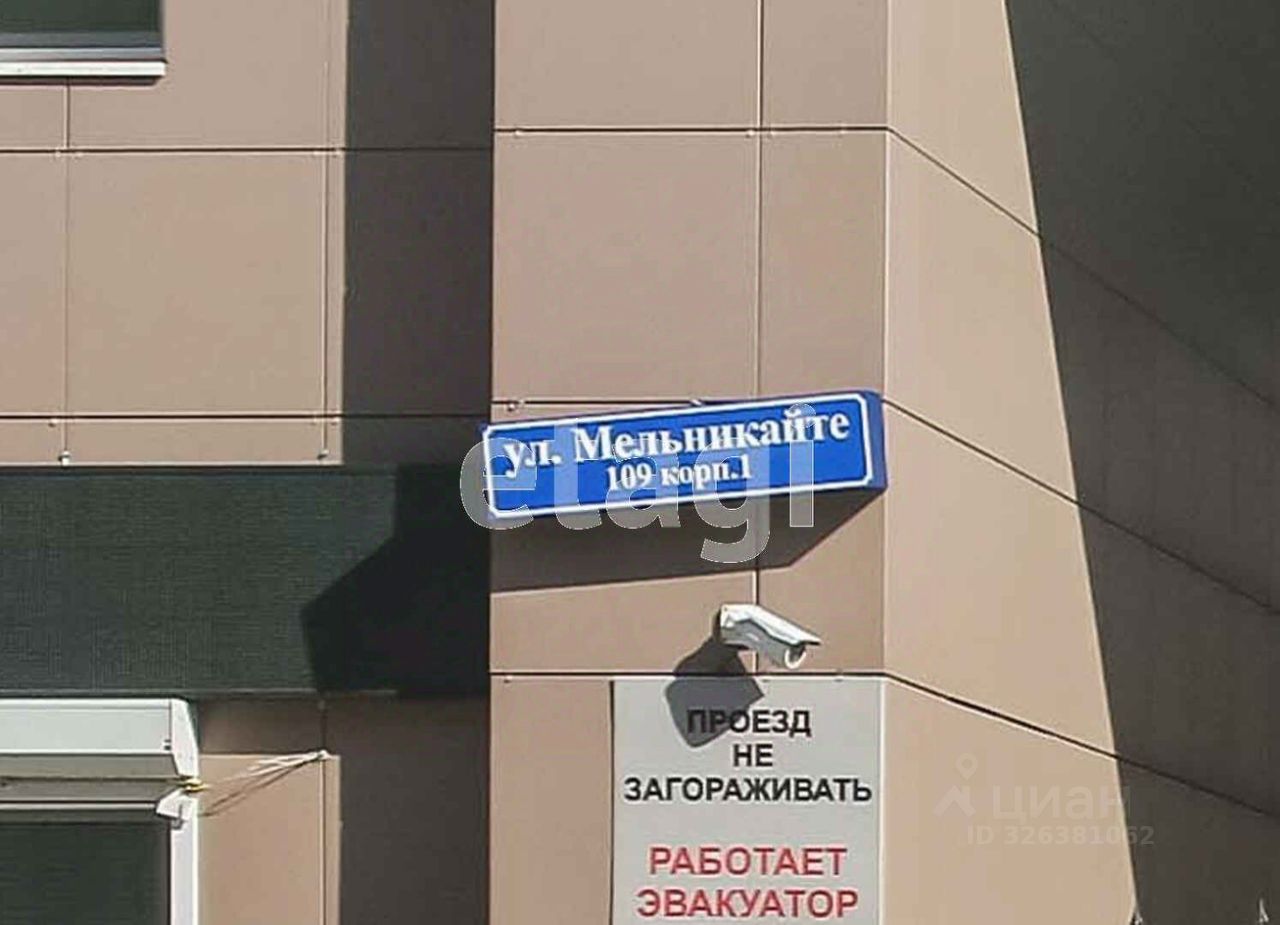 ул. Мельникайте
109 корп.1
etagi
ПРОЕЗД
НЕ
ЗАГОРАЖИВАТЬ
РАБОТАЕТ
ЭВАКУАТОР
циан
ID 326381062